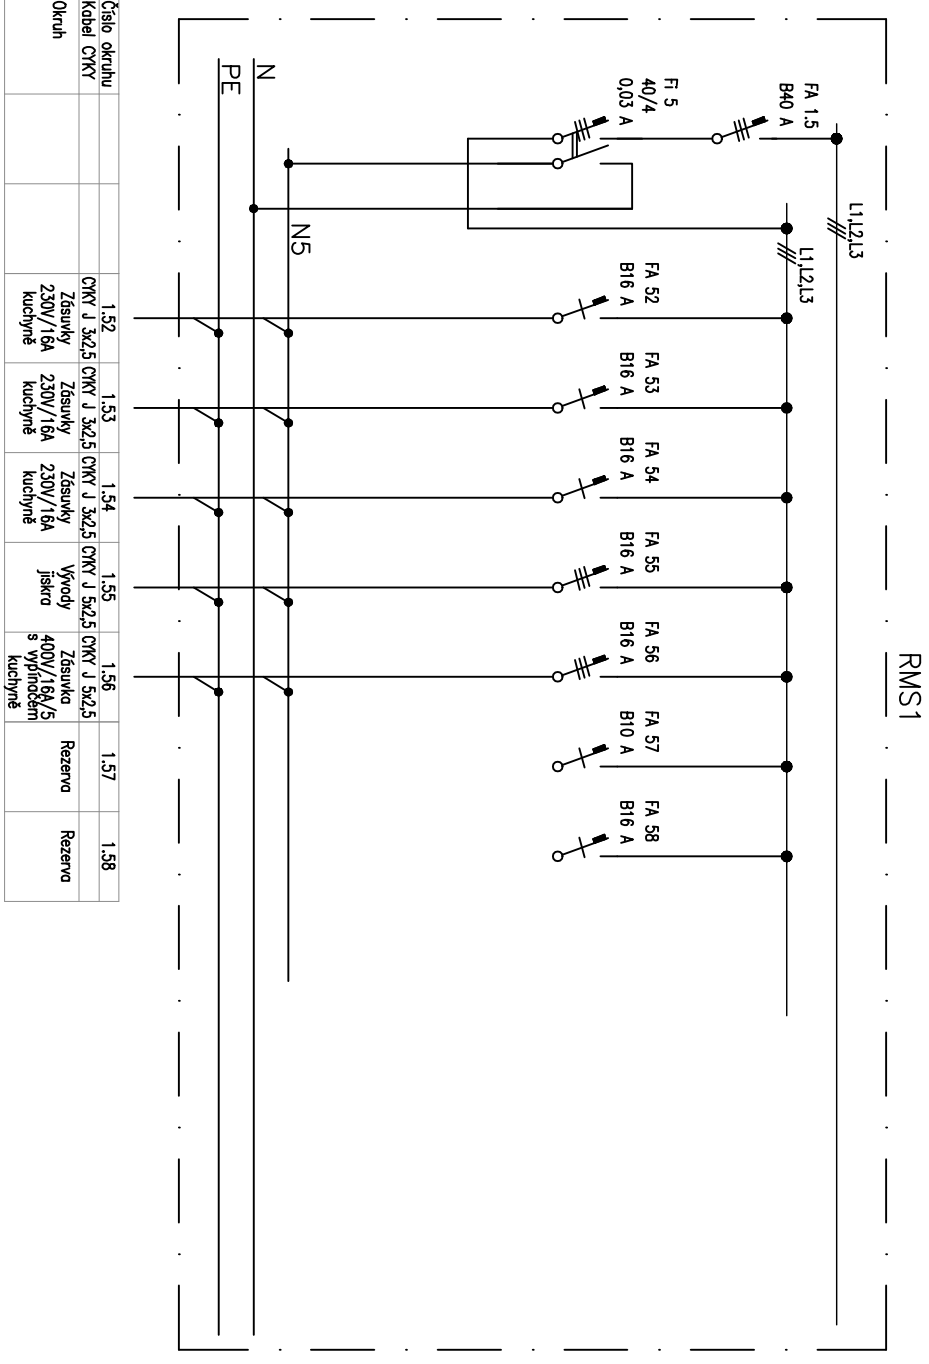 RMS1
L1,L2,L3
L1,L2,L3
FA 1.5
B40 A
Fi 5
40/4
0,03 A
FA 52
B16 A
FA 53
B16 A
FA 54
B16 A
FA 55
B16 A
FA 56
B16 A
FA 57
B10 A
FA 58
B16 A
N5
N
PE
Číslo okruhu 1.52 1.53 1.54 1.55 1.56 1.57 1.58
Kabel CYKY CYKY J 3x2,5 CYKY J 3x2,5 CYKY J 3x2,5 CYKY J 5x2,5 CYKY J 5x2,5
Okruh
Zásuvky
230V/16A
kuchyně
Zásuvky
230V/16A
kuchyně
Zásuvky
230V/16A
kuchyně
Vývody
jiskra
Zásuvka
400V/16A/5
s vypínačem
kuchyně
Rezerva
Rezerva